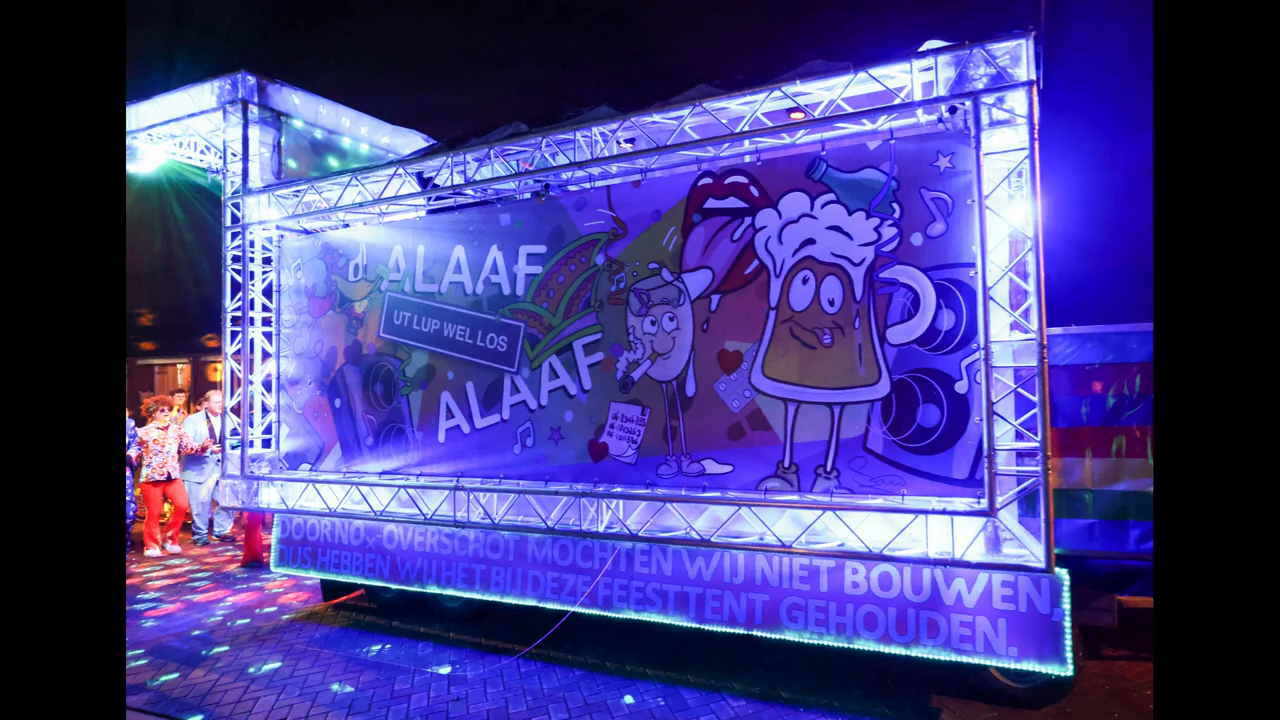 ALAAF
UT LUP WEL LOS
ALAAF
DOOR NOx-OVERSCHOT MOCHTEN WIJ NIET BOUWEN,
DUS HEBBEN WIJ HET BIJ DEZE FEESTTENT GEHOUDEN.